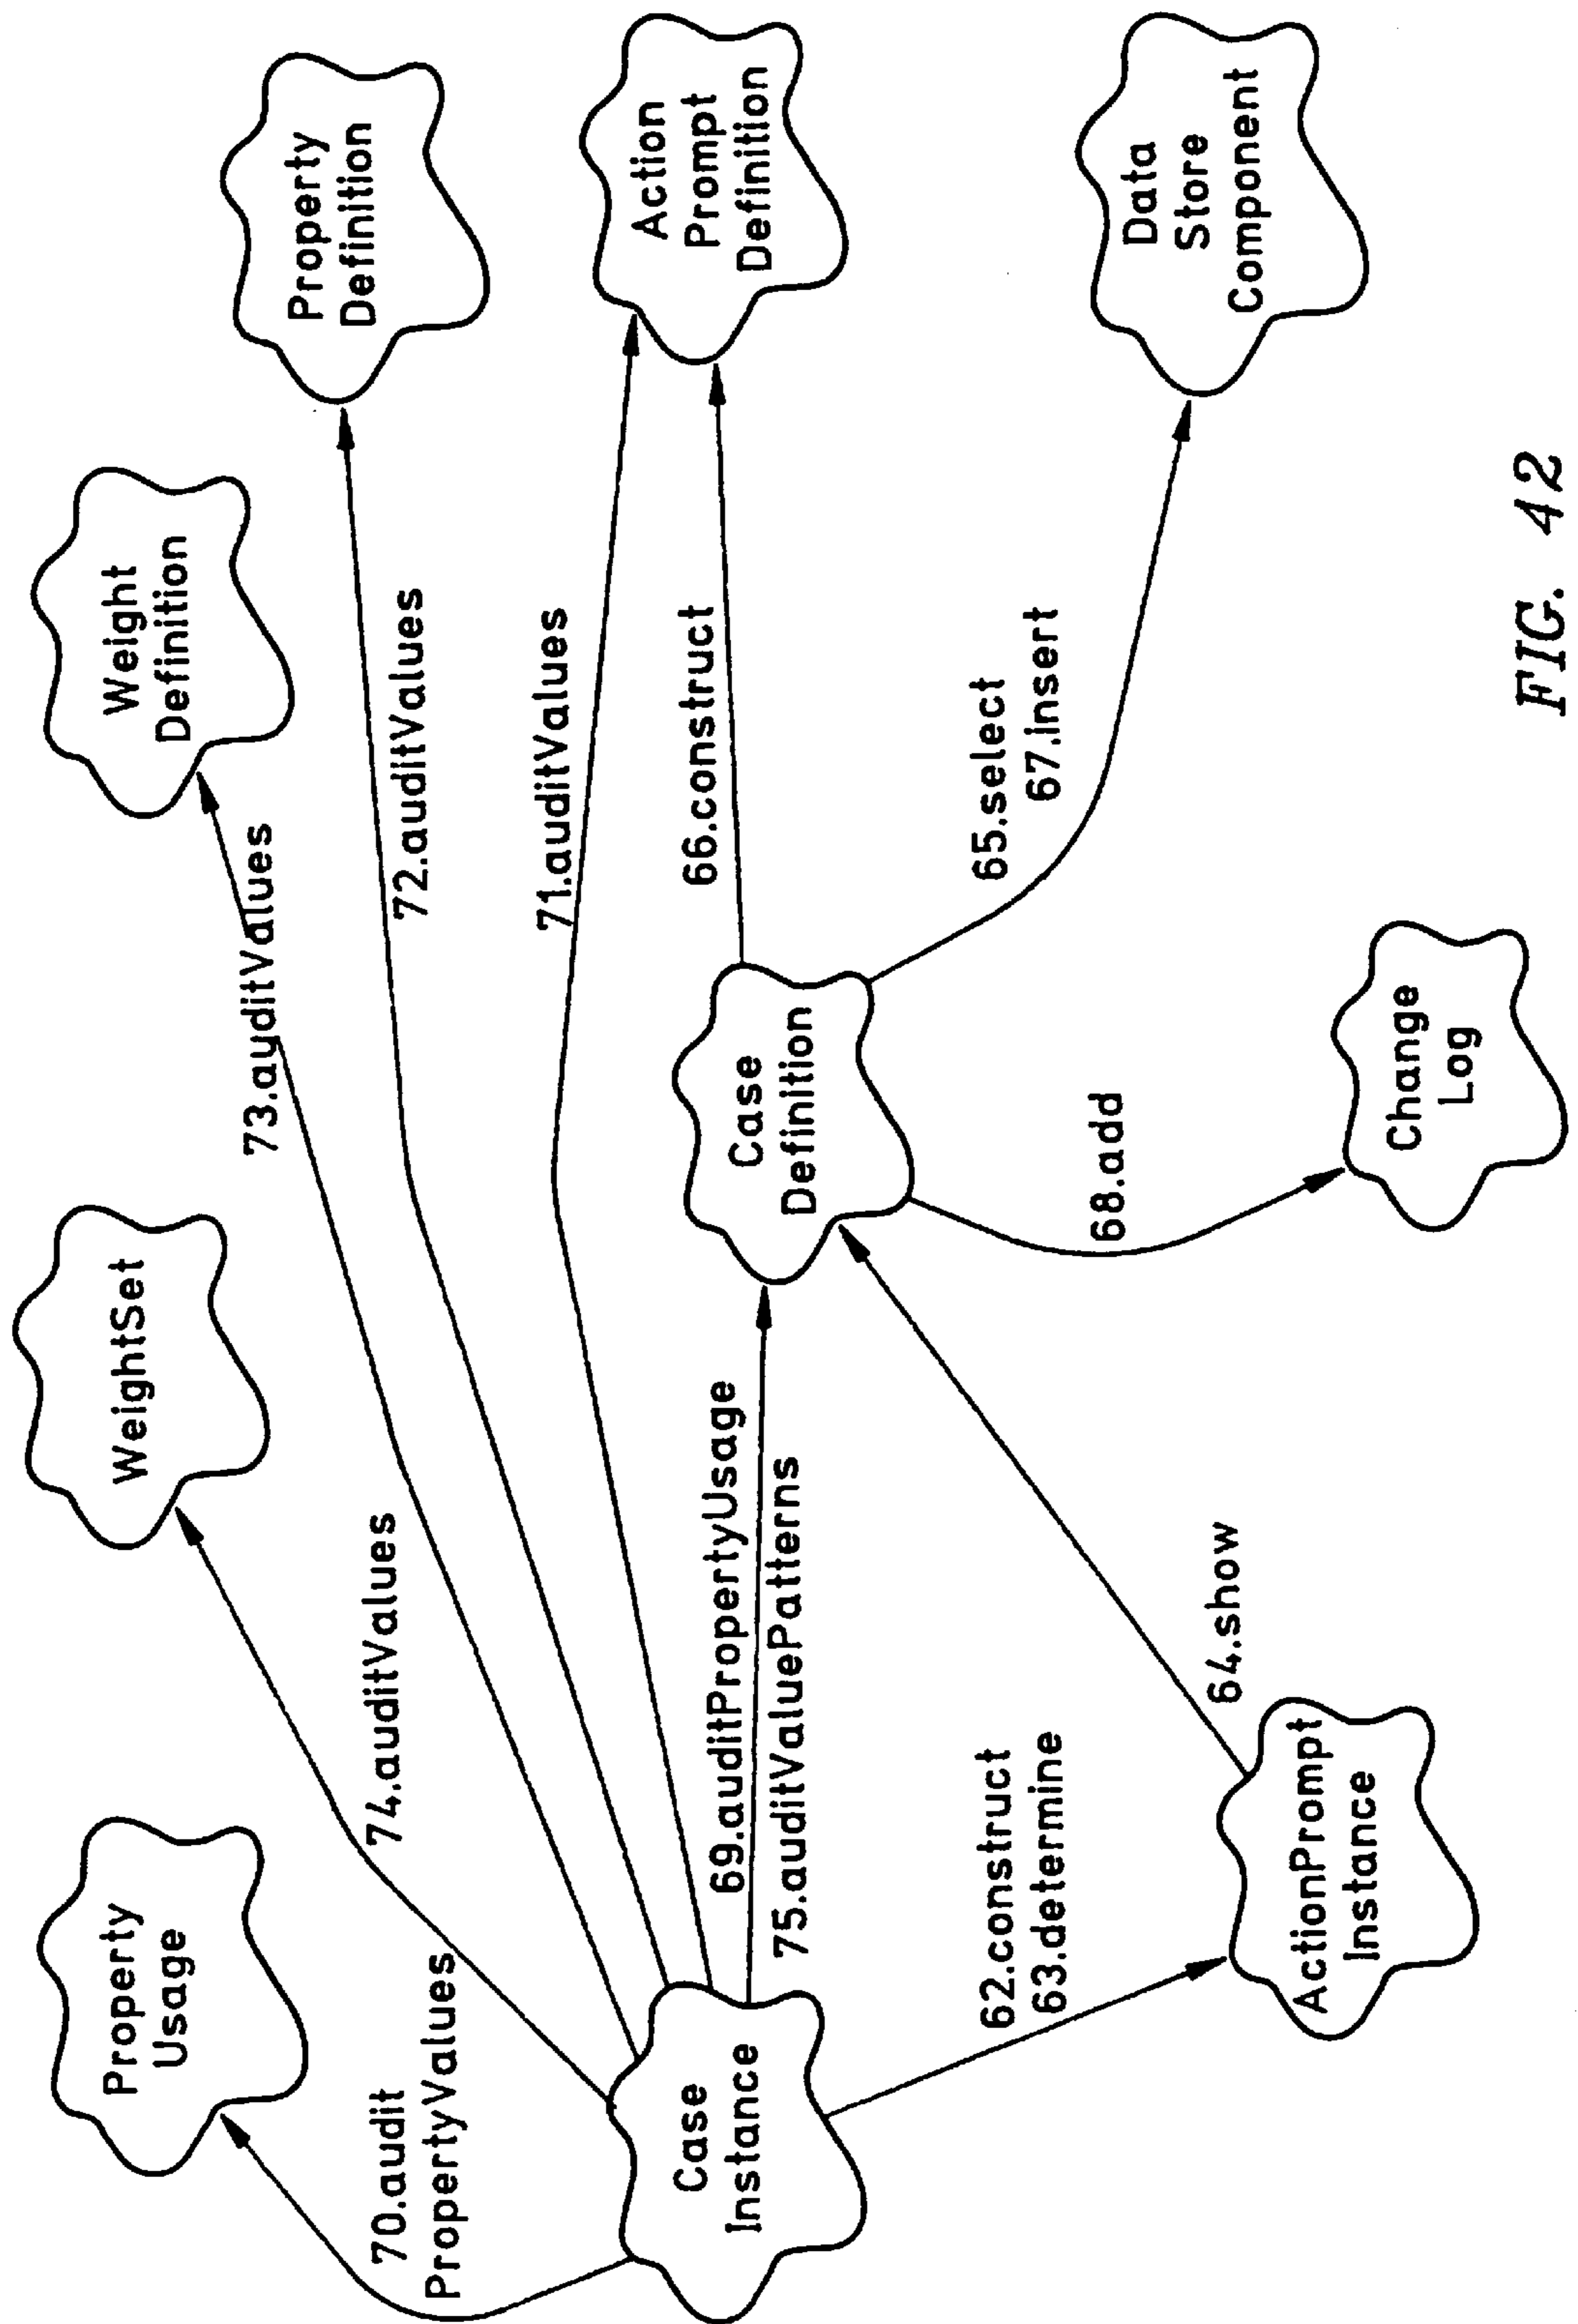 Property
Usage
WeightSet
Weight
Definition
Property
Definition
70.audit
PropertyValues
74.auditValues
73.auditValues
72.auditValues
71.auditValues
Action
Prompt
Definition
Case
Instance
69.auditPropertyUsage
75.auditValuePatterns
Case
Definition
66.construct
62.construct
63.determine
64.show
68.add
65.select
67.insert
Data
Store
Component
ActionPrompt
Instance
Change
Log
FIG. 42